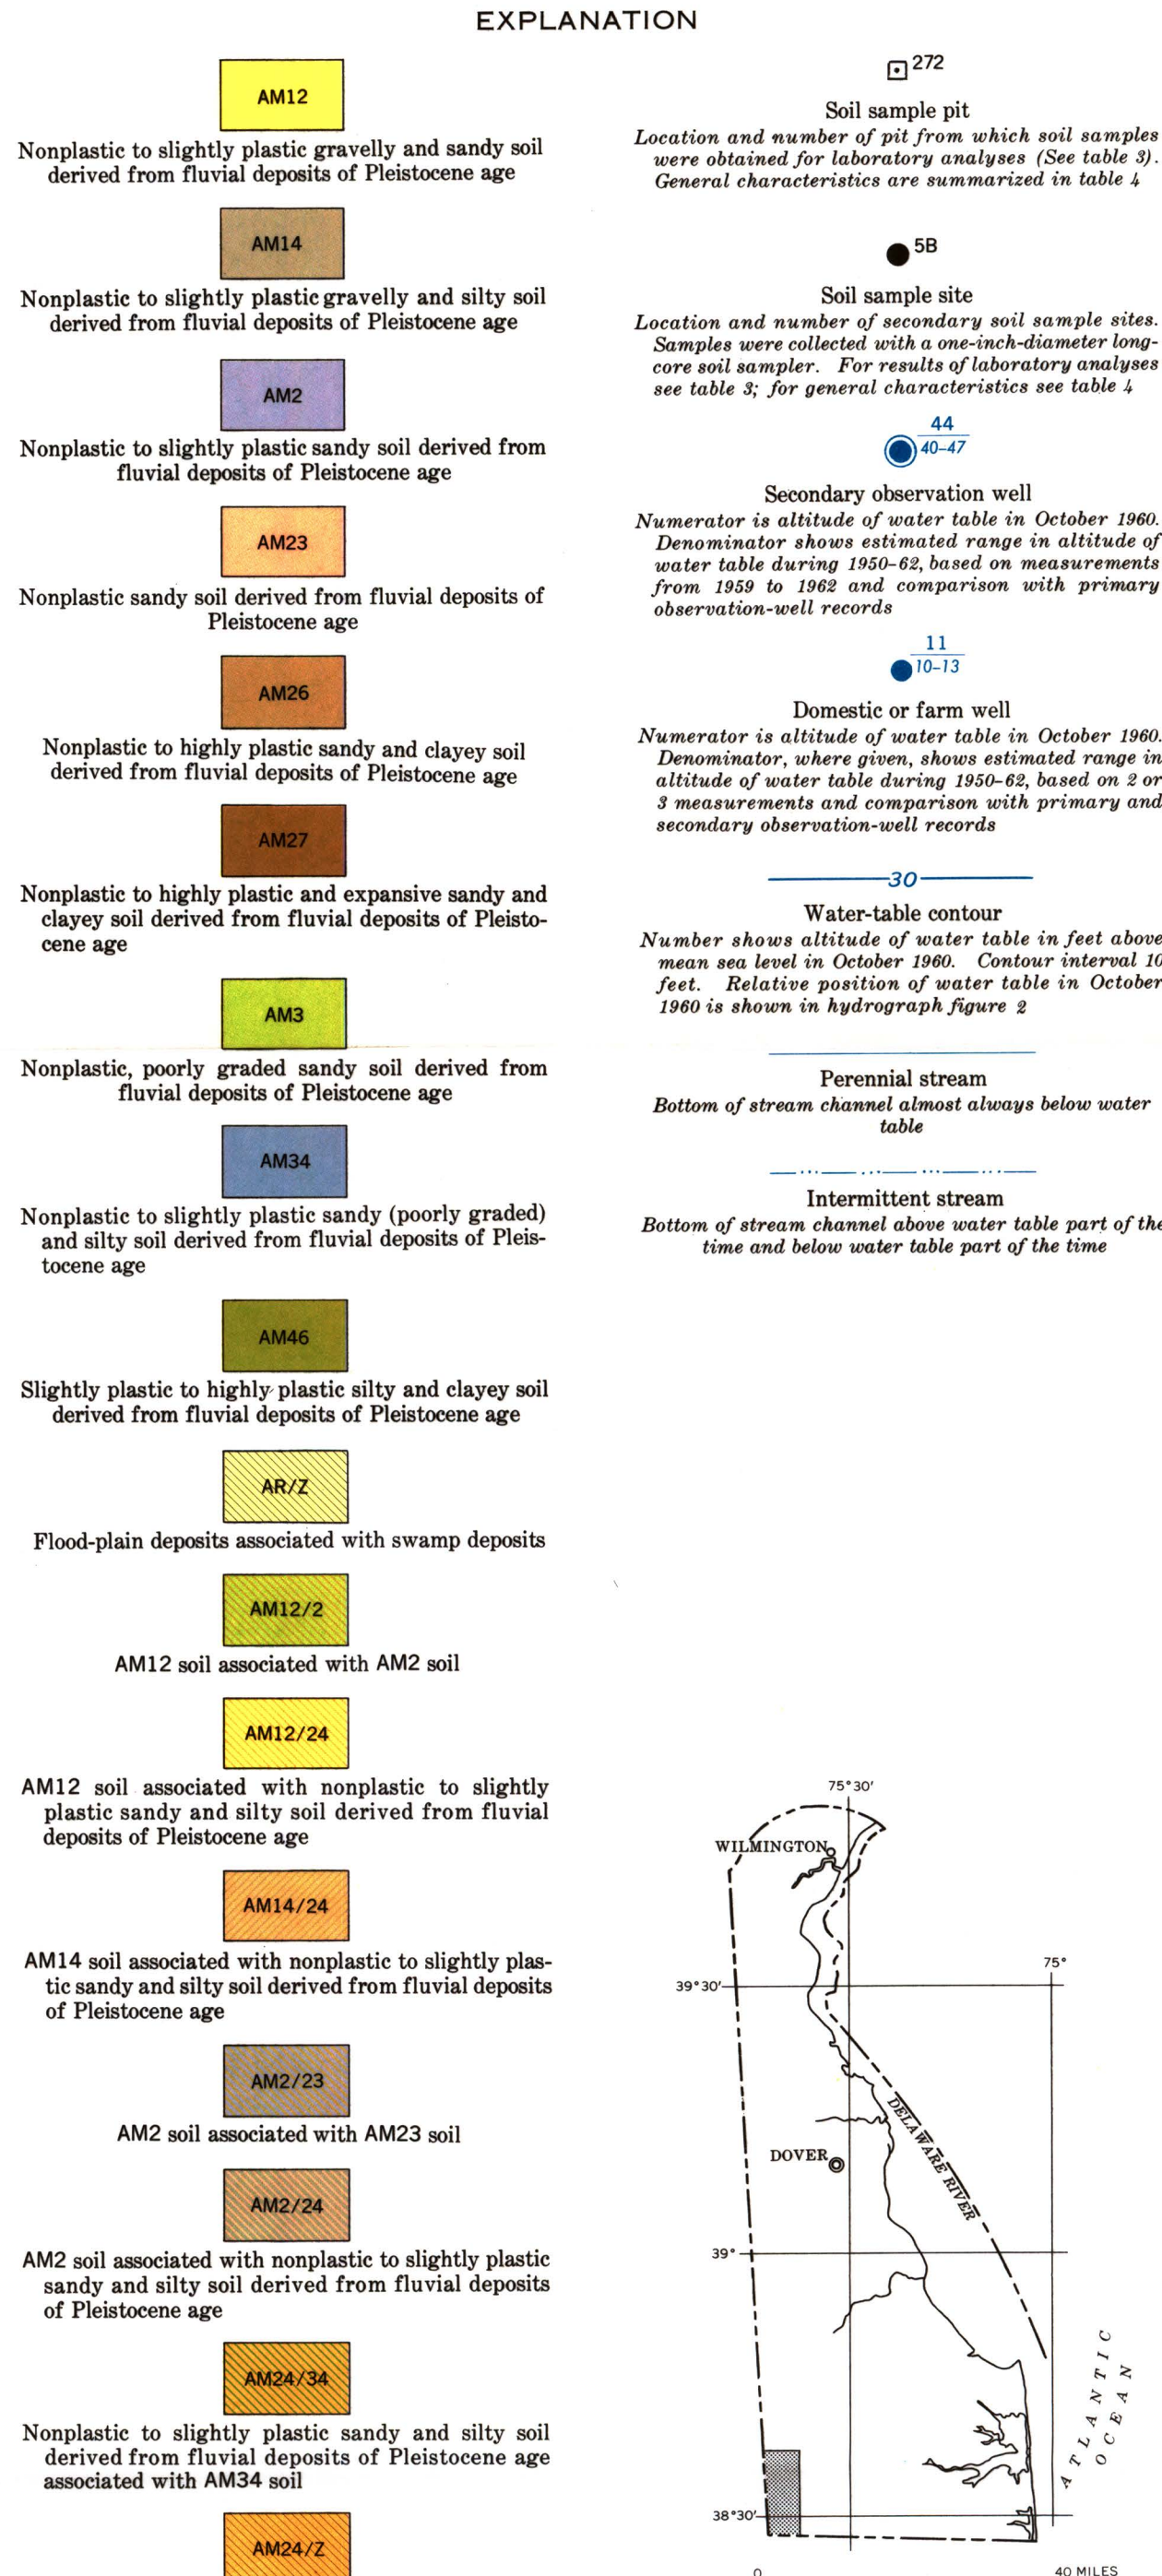 EXPLANATION
AM12
Nonplastic to slightly plastic gravelly and sandy soil
derived from fluvial deposits of Pleistocene age
AM14
Nonplastic to slightly plastic gravelly and silty soil
derived from fluvial deposits of Pleistocene age
AM2
Nonplastic to slightly plastic sandy soil derived from
fluvial deposits of Pleistocene age
AM23
Nonplastic sandy soil derived from fluvial deposits of
Pleistocene age
AM26
Nonplastic to highly plastic sandy and clayey soil
derived from fluvial deposits of Pleistocene age
AM27
Nonplastic to highly plastic and expansive sandy and
clayey soil derived from fluvial deposits of Pleisto-
cene age
AM3
Nonplastic, poorly graded sandy soil derived from
fluvial deposits of Pleistocene age
AM34
Nonplastic to slightly plastic sandy (poorly graded)
and silty soil derived from fluvial deposits of Pleis-
tocene age
AM46
Slightly plastic to highly plastic silty and clayey soil
derived from fluvial deposits of Pleistocene age
AR/Z
Flood-plain deposits associated with swamp deposits
AM12/2
AM12 soil associated with AM2 soil
AM12/24
AM12 soil associated with nonplastic to slightly
plastic sandy and silty soil derived from fluvial
deposits of Pleistocene age
AM14/24
AM14 soil associated with nonplastic to slightly plas-
tic sandy and silty soil derived from fluvial deposits
of Pleistocene age
AM2/23
AM2 soil associated with AM23 soil
AM2/24
AM2 soil associated with nonplastic to slightly plastic
sandy and silty soil derived from fluvial deposits
of Pleistocene age
AM24/34
Nonplastic to slightly plastic sandy and silty soil
derived from fluvial deposits of Pleistocene age
associated with AM34 soil
AM24/Z
272
Soil sample pit
Location and number of pit from which soil samples
were obtained for laboratory analyses (See table 3).
General characteristics are summarized in table 4
5B
Soil sample site
Location and number of secondary soil sample sites.
Samples were collected with a one-inch-diameter long-
core soil sampler. For results of laboratory analyses
see table 3; for general characteristics see table 4
44
40–47
Secondary observation well
Numerator is altitude of water table in October 1960.
Denominator shows estimated range in altitude of
water table during 1950–62, based on measurements
from 1959 to 1962 and comparison with primary
observation-well records
11
10–13
Domestic or farm well
Numerator is altitude of water table in October 1960.
Denominator, where given, shows estimated range in
altitude of water table during 1950–62, based on 2 or
3 measurements and comparison with primary and
secondary observation-well records
30
Water-table contour
Number shows altitude of water table in feet above
mean sea level in October 1960. Contour interval 10
feet. Relative position of water table in October
1960 is shown in hydrograph figure 2
Perennial stream
Bottom of stream channel almost always below water
table
Intermittent stream
Bottom of stream channel above water table part of the
time and below water table part of the time
75°30′
WILMINGTON
75°
39°30′
DELAWARE RIVER
DOVER
39°
ATLANTIC
OCEAN
38°30′
0
40 MILES